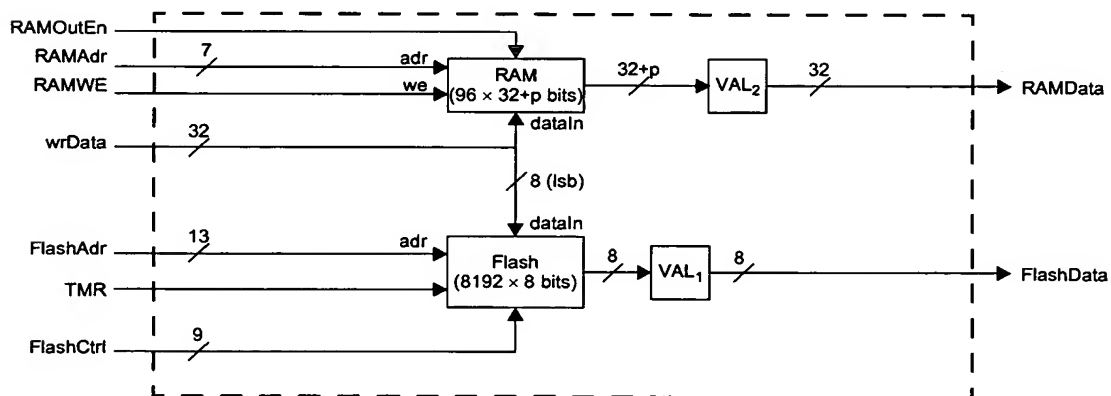 RAMOutEn
RAMAdr
7
adr
RAMWE
we
RAM
(96 × 32+p bits)
32+p
VAL2
32
RAMData
dataIn
wrData
32
8 (lsb)
dataIn
FlashAdr
13
adr
Flash
(8192 × 8 bits)
8
VAL1
8
FlashData
TMR
FlashCtrl
9